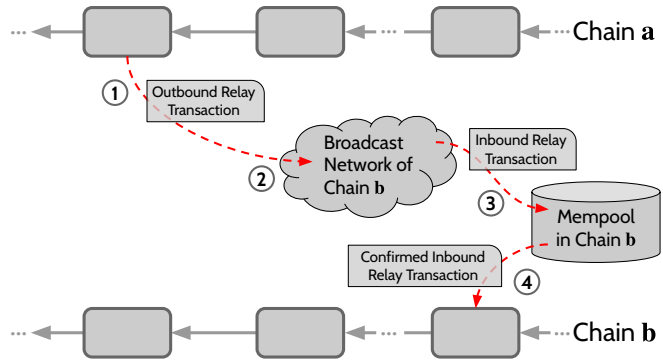 ... ... ... Chain a
1
Outbound Relay
Transaction
2
Broadcast
Network of
Chain b
Inbound Relay
Transaction
3
Mempool
in Chain b
Confirmed Inbound
Relay Transaction
4
... ... ... Chain b